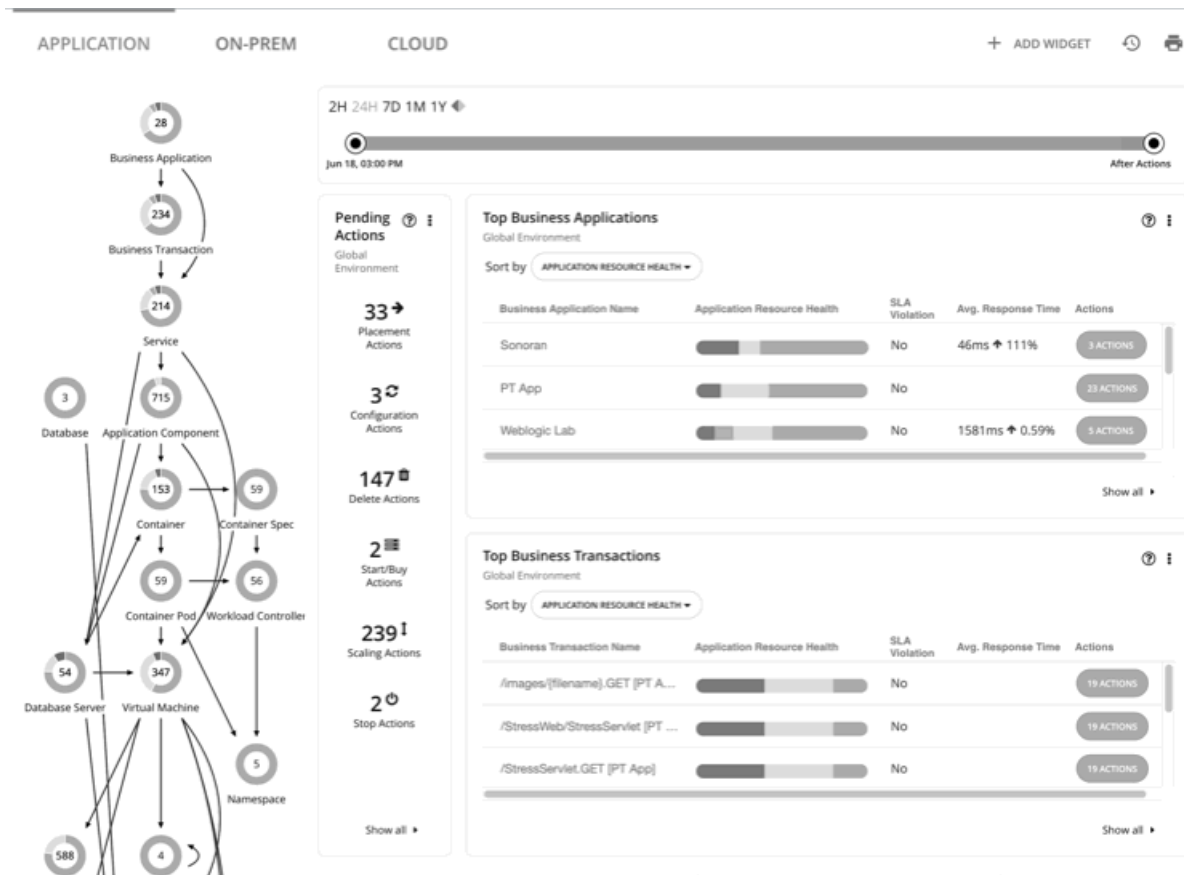 APPLICATION ON-PREM CLOUD + ADD WIDGET
28
Business Application
234
Business Transaction
214
Service
3 715
Database Application Component
153 59
Container Container Spec
59 56
Container Pod Workload Controller
54 347
Database Server Virtual Machine
5
Namespace
588 4
2H 24H 7D 1M 1Y
Jun 18, 03:00 PM After Actions
Pending
Actions
Global
Environment
33
Placement
Actions
3
Configuration
Actions
147
Delete Actions
2
Start/Buy
Actions
239
Scaling Actions
2
Stop Actions
Show all
Top Business Applications
Global Environment
Sort by APPLICATION RESOURCE HEALTH
Business Application Name Application Resource Health SLA Violation Avg. Response Time Actions
Sonoran No 46ms ↑ 111% 3 ACTIONS
PT App No 23 ACTIONS
Weblogic Lab No 1581ms ↑ 0.59% 5 ACTIONS
Show all
Top Business Transactions
Global Environment
Sort by APPLICATION RESOURCE HEALTH
Business Transaction Name Application Resource Health SLA Violation Avg. Response Time Actions
/images/{filename}.GET [PT A... No 19 ACTIONS
/StressWeb/StressServlet [PT ... No 19 ACTIONS
/StressServlet.GET [PT App] No 19 ACTIONS
Show all